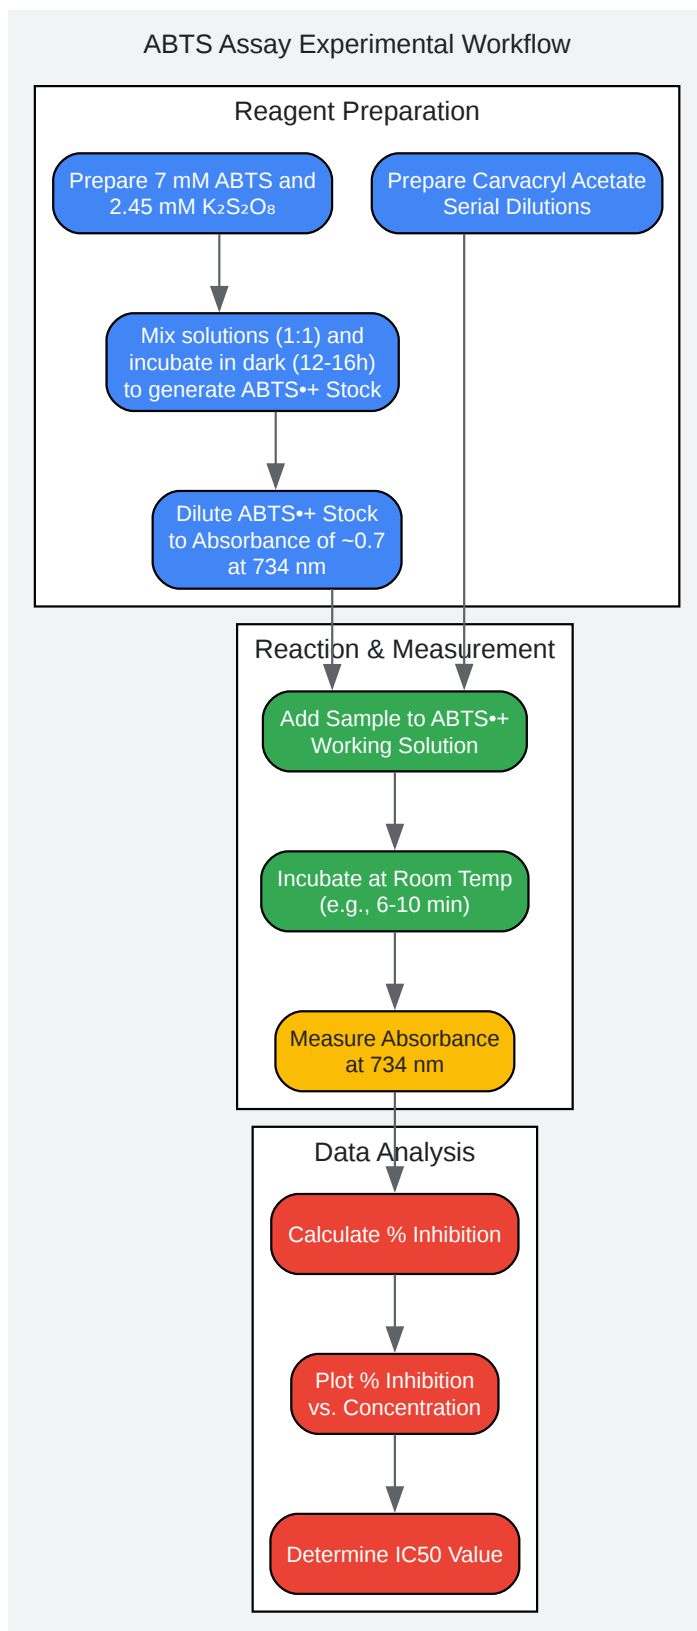 ABTS Assay Experimental Workflow
Reagent Preparation
Prepare 7 mM ABTS and
2.45 mM K₂S₂O₈
Prepare Carvacryl Acetate
Serial Dilutions
Mix solutions (1:1) and
incubate in dark (12-16h)
to generate ABTS•+ Stock
Dilute ABTS•+ Stock
to Absorbance of ~0.7
at 734 nm
Reaction & Measurement
Add Sample to ABTS•+
Working Solution
Incubate at Room Temp
(e.g., 6-10 min)
Measure Absorbance
at 734 nm
Data Analysis
Calculate % Inhibition
Plot % Inhibition
vs. Concentration
Determine IC50 Value